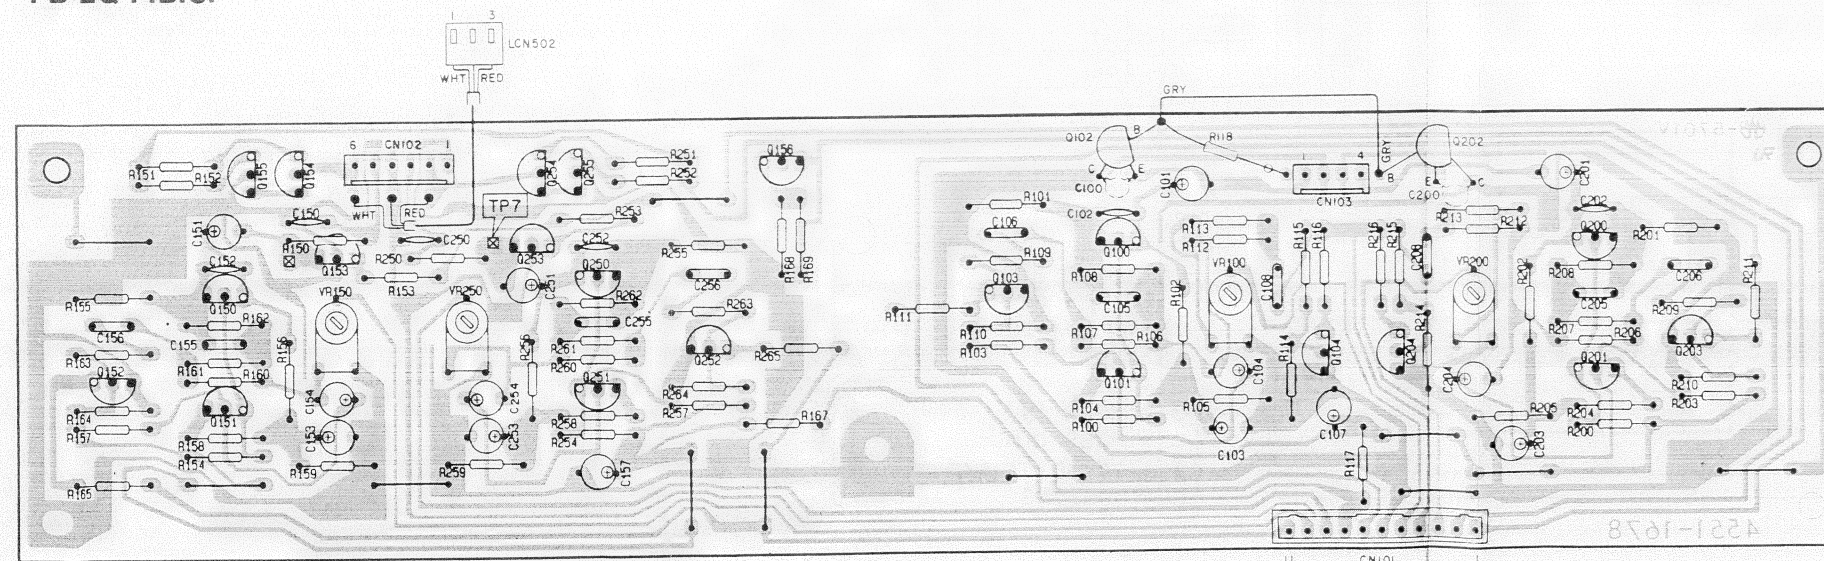 1 3
LCN502
WHT RED
GRY
Q102 B R118 GRY Q202
6 CN102 1
C E 1 4 B E C
R151 R152 Q155 Q154 Q254 Q255 R251 R252 Q156
C100 C101 CN103 C200 C201
WHT RED TP7
C151 C150 R253 R101 C102 R213 R212 C202
R150 C250 C252 C106 R113 R112 R115 R116 R216 R215 Q200 R201
Q153 R250 Q253 R255 R168 R169 R109 Q100 C208
C152 R153 Q250 C251 C256 R108 VR100 C108 VR200 R202 R208 C206 R211
Q150 VR150 VR250 R262 R263 Q103 C105 R102 C205 R209
R155 R162 C255 R111 R110 R107 R106 R214 R207 R206
C156 C155 R261 Q252 R265 R103 Q203
R163 R161 R160 R260 Q101 C104 R114 Q104 Q204 Q201
Q152 Q251 R264 C204 R210
R164 Q151 C154 C254 R258 R257 R104 R105 R205 R204 R203
R157 R158 C153 C253 R254 R167 R100 C107 R200
R154 R159 R259 C157 C103 R117 C203
R165
4551-1678
11 CN101 1